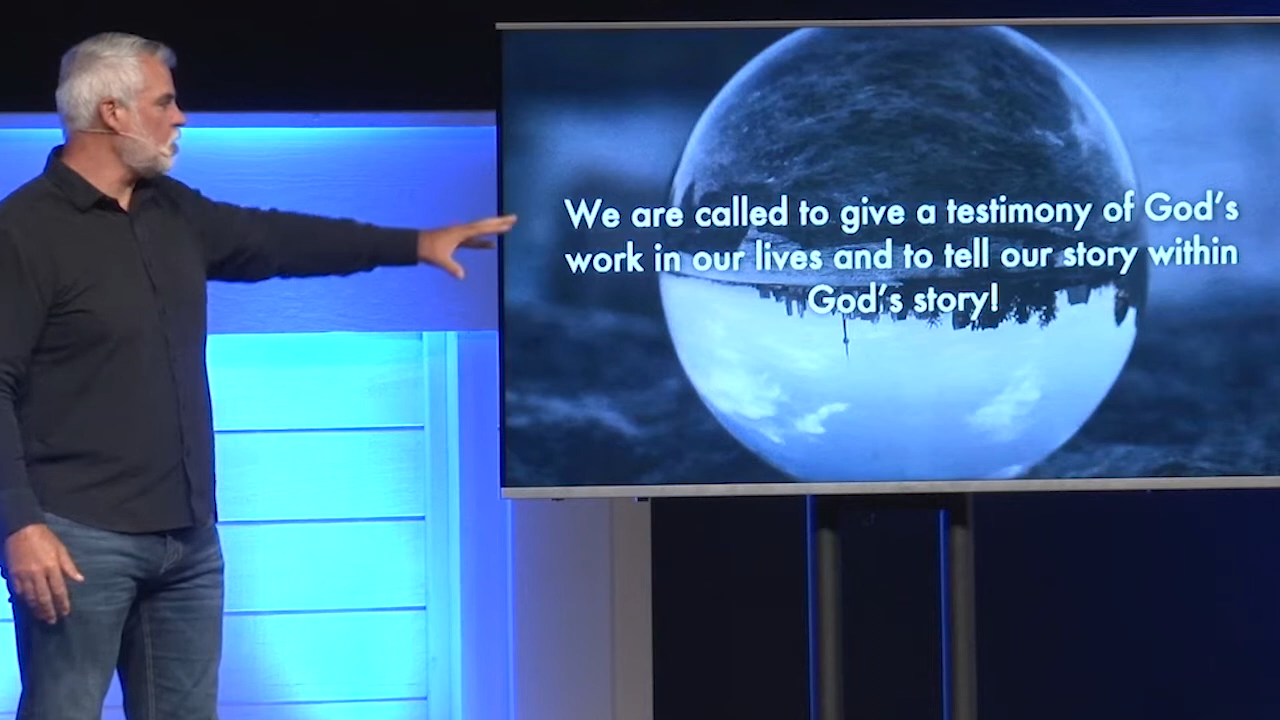 We are called to give a testimony of God's
work in our lives and to tell our story within
God's story!